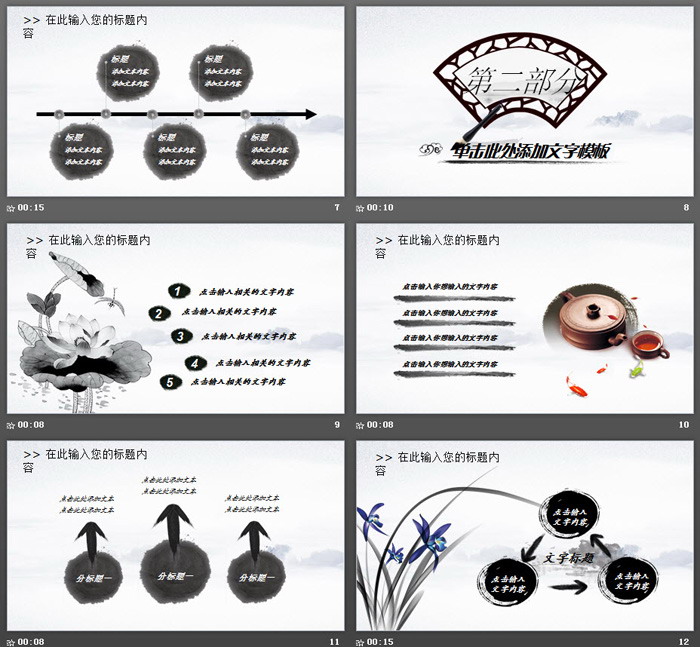 >> 在此输入您的标题内
容
标题
添加文本内容
添加文本内容
标题
添加文本内容
添加文本内容
标题
添加文本内容
添加文本内容
标题
添加文本内容
添加文本内容
标题
添加文本内容
添加文本内容
00:15
7
第二部分
单击此处添加文字模板
00:10
8
>> 在此输入您的标题内
容
1 点击输入相关的文字内容
2 点击输入相关的文字内容
3 点击输入相关的文字内容
4 点击输入相关的文字内容
5 点击输入相关的文字内容
00:08
9
>> 在此输入您的标题内
容
点击输入你想输入的文字内容
点击输入你想输入的文字内容
点击输入你想输入的文字内容
点击输入你想输入的文字内容
00:08
10
>> 在此输入您的标题内
容
点击此处添加文本
点击此处添加文本
点击此处添加文本
点击此处添加文本
点击此处添加文本
点击此处添加文本
分标题一
分标题一
分标题一
00:08
11
>> 在此输入您的标题内
容
点击输入
文字内容
文字标题
点击输入
文字内容
点击输入
文字内容
00:15
12